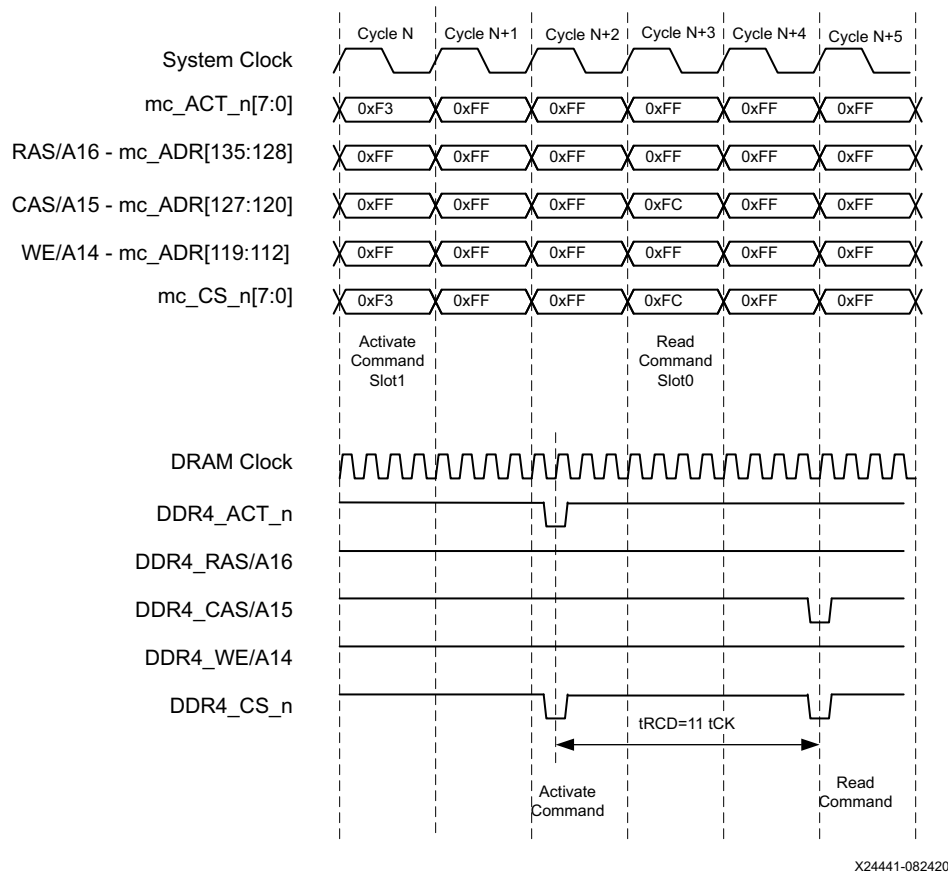 Cycle N Cycle N+1 Cycle N+2 Cycle N+3 Cycle N+4 Cycle N+5
System Clock
mc_ACT_n[7:0] 0xF3 0xFF 0xFF 0xFF 0xFF 0xFF
RAS/A16 - mc_ADR[135:128] 0xFF 0xFF 0xFF 0xFF 0xFF 0xFF
CAS/A15 - mc_ADR[127:120] 0xFF 0xFF 0xFF 0xFC 0xFF 0xFF
WE/A14 - mc_ADR[119:112] 0xFF 0xFF 0xFF 0xFF 0xFF 0xFF
mc_CS_n[7:0] 0xF3 0xFF 0xFF 0xFC 0xFF 0xFF
Activate
Command
Slot1
Read
Command
Slot0
DRAM Clock
DDR4_ACT_n
DDR4_RAS/A16
DDR4_CAS/A15
DDR4_WE/A14
DDR4_CS_n
tRCD=11 tCK
Activate
Command
Read
Command
X24441-082420